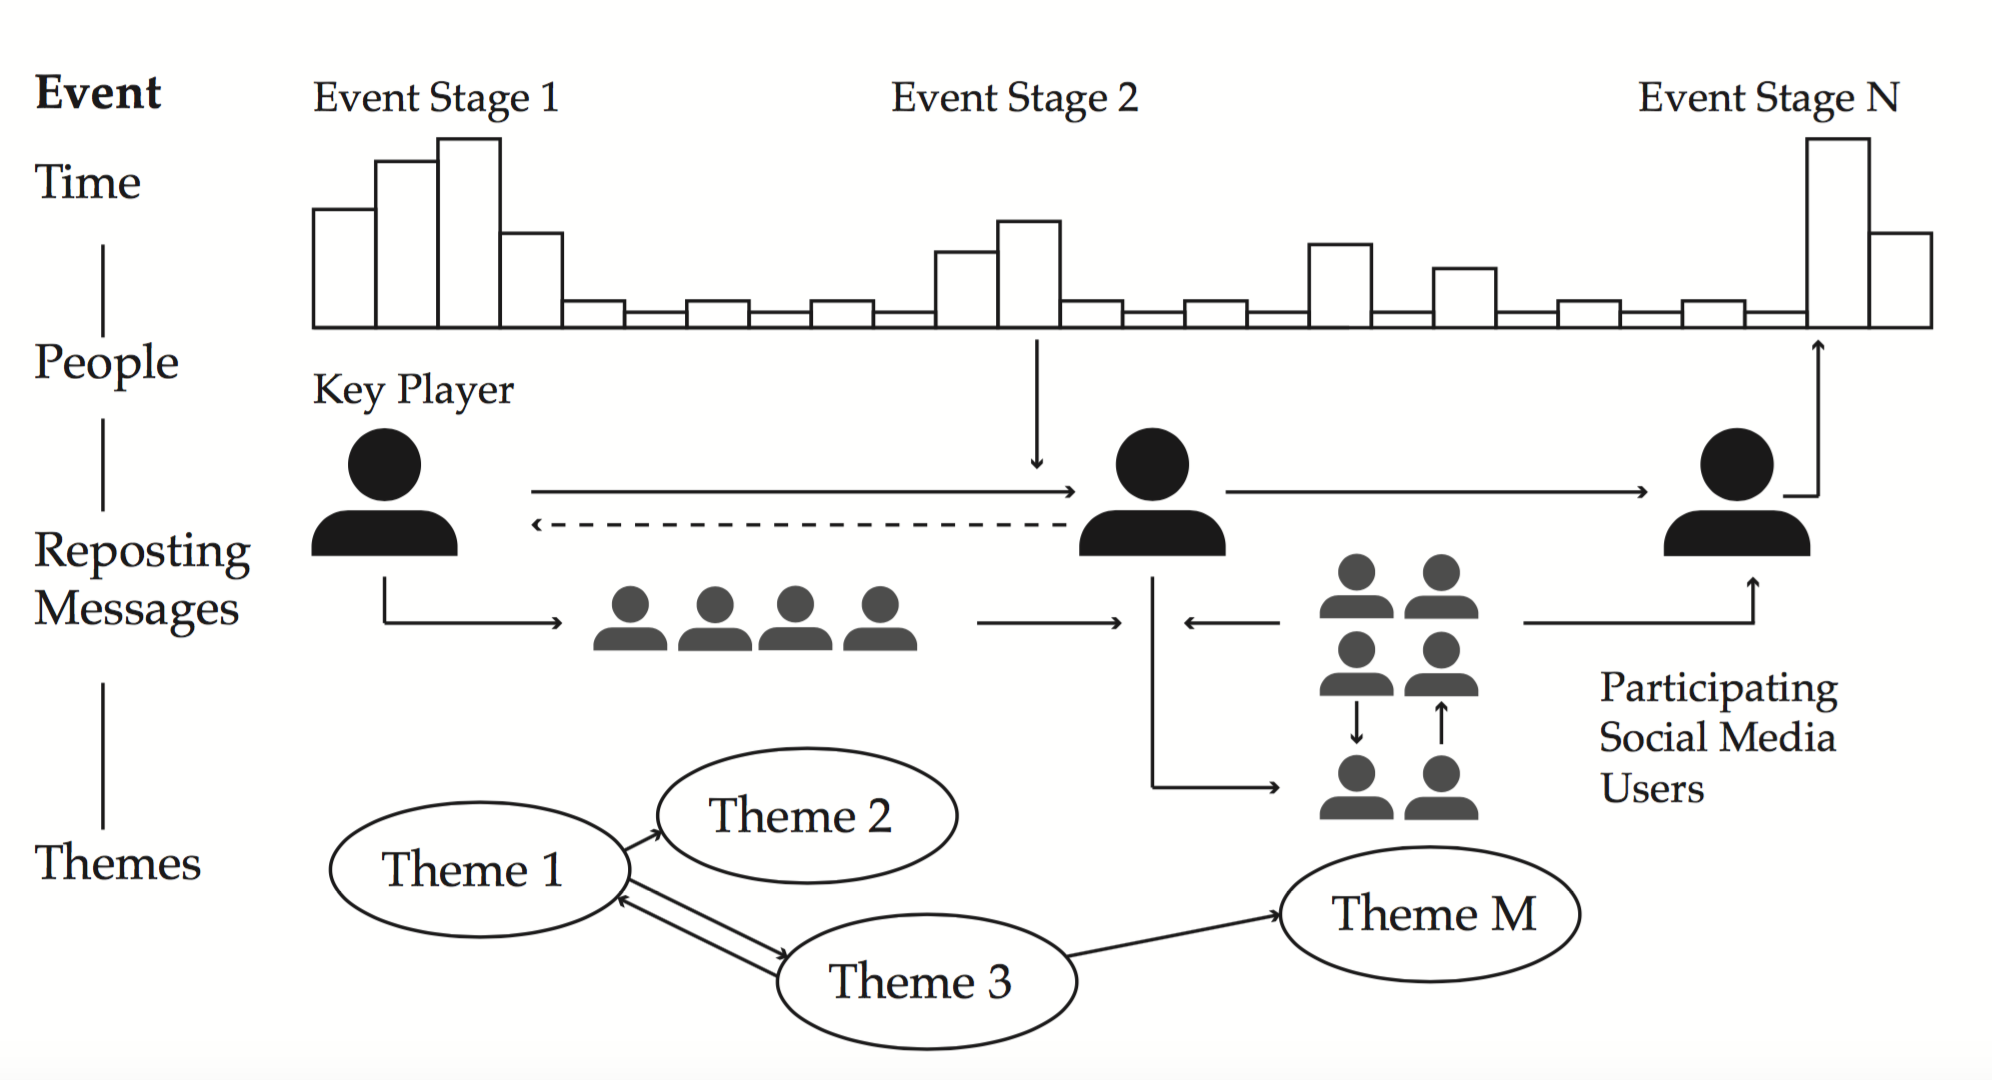 Event
Event Stage 1
Event Stage 2
Event Stage N
Time
People
Key Player
Reposting
Messages
Participating
Social Media
Users
Themes
Theme 1
Theme 2
Theme 3
Theme M